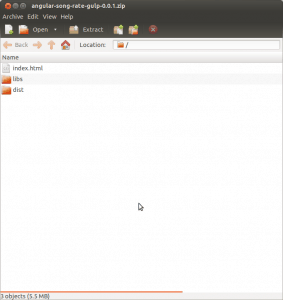 angular-song-rate-gulp-0.0.1.zip
Archive Edit View Help
Open Extract
Back Location: /
Name
index.html
libs
dist
3 objects (5.5 MB)